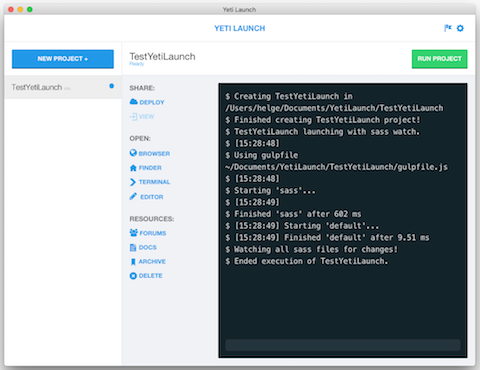 Yeti Launch
YETI LAUNCH
NEW PROJECT +
TestYetiLaunch
TestYetiLaunch
Ready
RUN PROJECT
SHARE:
DEPLOY
VIEW
OPEN:
BROWSER
FINDER
TERMINAL
EDITOR
RESOURCES:
FORUMS
DOCS
ARCHIVE
DELETE
$ Creating TestYetiLaunch in
/Users/helge/Documents/YetiLaunch/TestYetiLaunch
$ Finished creating TestYetiLaunch project!
$ TestYetiLaunch launching with sass watch.
$ [15:28:48]
$ Using gulpfile
~/Documents/YetiLaunch/TestYetiLaunch/gulpfile.js
$ [15:28:48]
$ Starting 'sass'...
$ [15:28:49]
$ Finished 'sass' after 602 ms
$ [15:28:49] Starting 'default'...
$ [15:28:49] Finished 'default' after 9.51 ms
$ Watching all sass files for changes!
$ Ended execution of TestYetiLaunch.